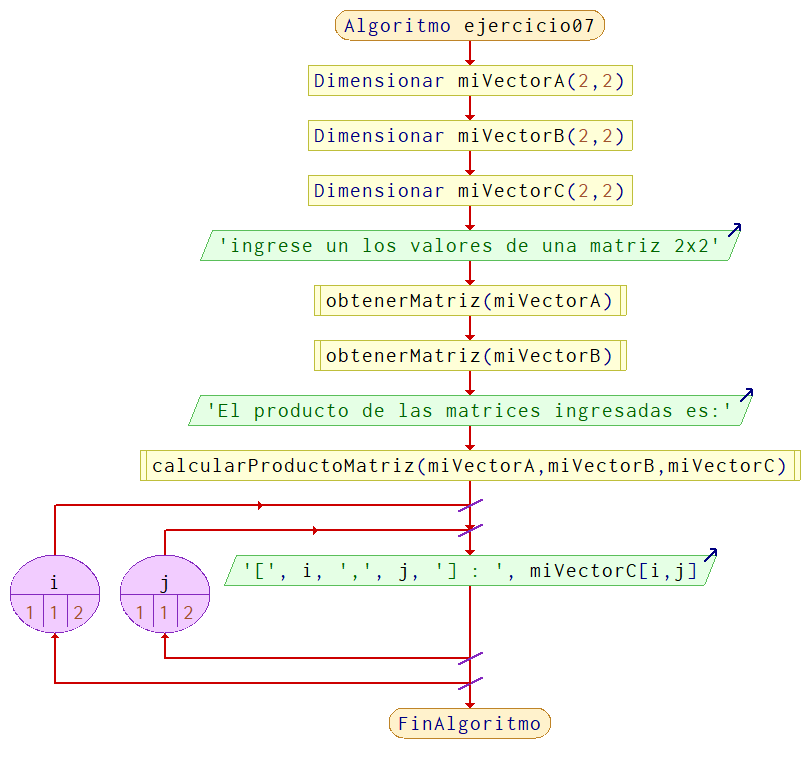 Algoritmo ejercicio07
Dimensionar miVectorA(2,2)
Dimensionar miVectorB(2,2)
Dimensionar miVectorC(2,2)
'ingrese un los valores de una matriz 2x2'
obtenerMatriz(miVectorA)
obtenerMatriz(miVectorB)
'El producto de las matrices ingresadas es:'
calcularProductoMatriz(miVectorA,miVectorB,miVectorC)
i
1 1 2
j
1 1 2
'[', i, ',', j, '] : ', miVectorC[i,j]
FinAlgoritmo